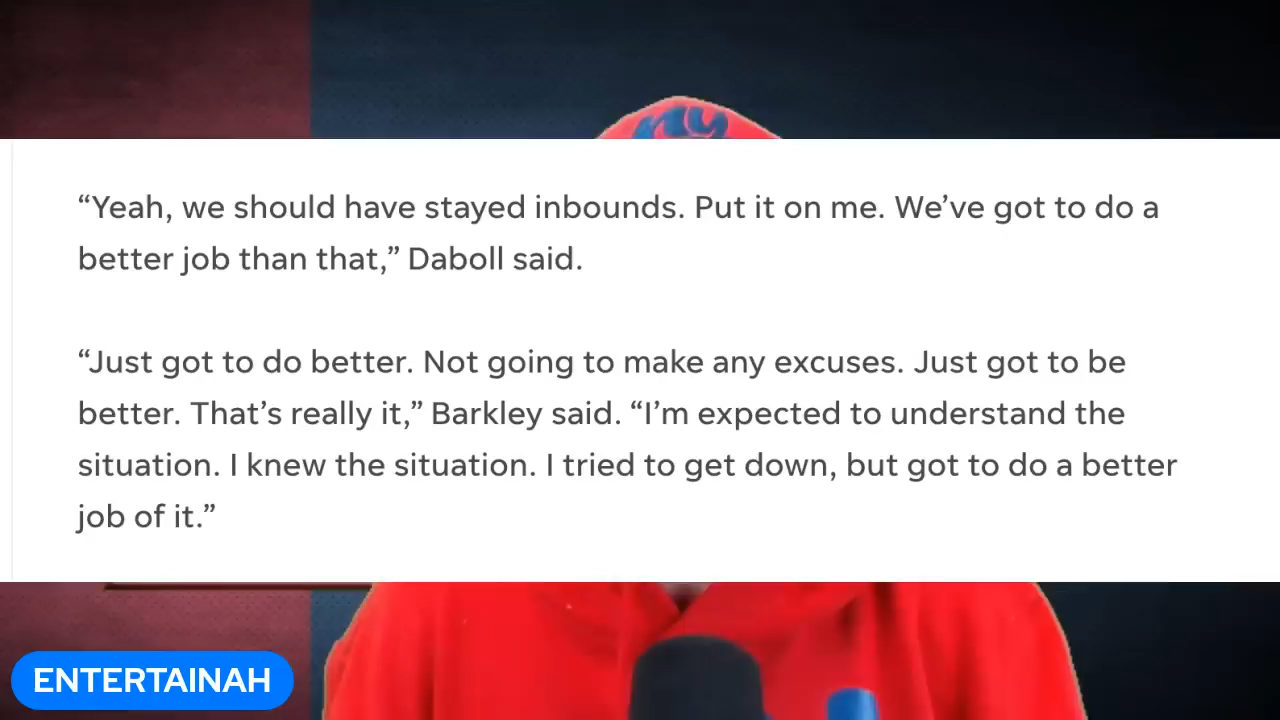 ny
“Yeah, we should have stayed inbounds. Put it on me. We’ve got to do a
better job than that,” Daboll said.
“Just got to do better. Not going to make any excuses. Just got to be
better. That’s really it,” Barkley said. “I’m expected to understand the
situation. I knew the situation. I tried to get down, but got to do a better
job of it.”
ENTERTAINAH